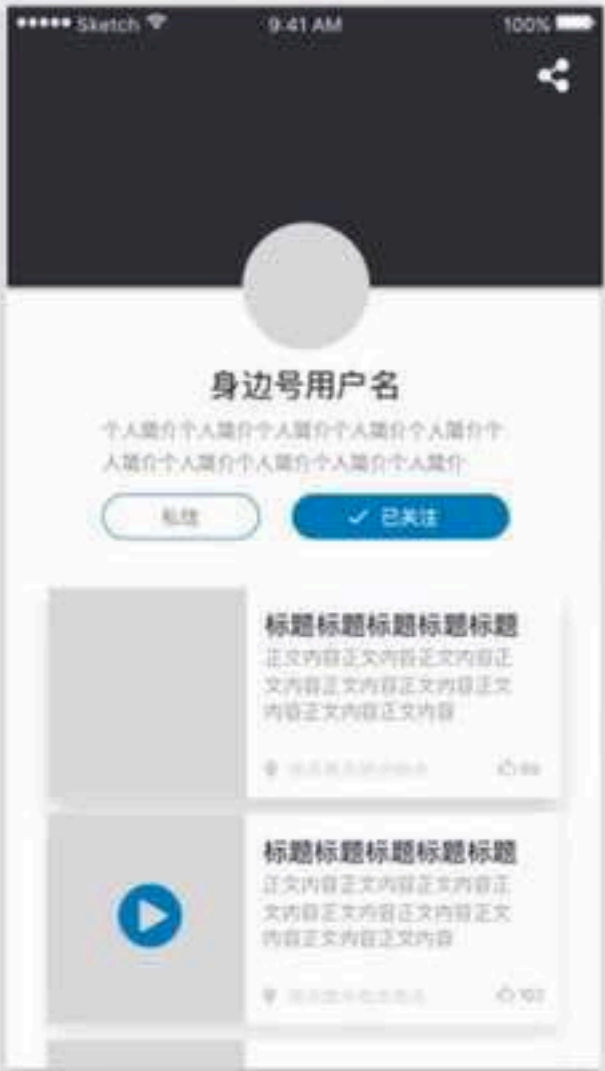 Sketch 9:41 AM 100%
身边号用户名
个人简介个人简介个人简介个人简介个人简介个
人简介个人简介个人简介个人简介个人简介
私信 已关注
标题标题标题标题标题
正文内容正文内容正文内容正
文内容正文内容正文内容正文
内容正文内容正文内容
标题标题标题标题标题
正文内容正文内容正文内容正
文内容正文内容正文内容正文
内容正文内容正文内容